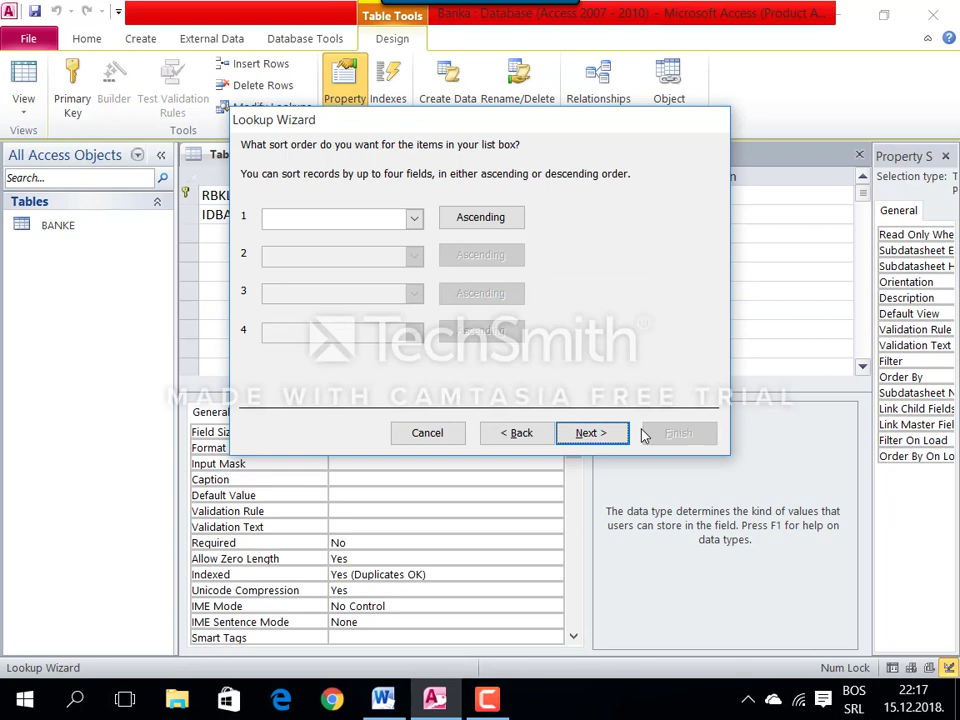 Table Tools
Banka : Database (Access 2007 - 2010) - Microsoft Access (Product A...
File
Home
Create
External Data
Database Tools
Design
View
Primary
Key
Builder
Test Validation
Rules
Insert Rows
Delete Rows
Property
Indexes
Create Data
Rename/Delete
Relationships
Object
Views
Tools
Lookup Wizard
All Access Objects
Search...
Tables
BANKE
What sort order do you want for the items in your list box?
You can sort records by up to four fields, in either ascending or descending order.
1
Ascending
2
Ascending
3
Ascending
4
Ascending
TechSmith®
MADE WITH CAMTASIA FREE TRIAL
Cancel
< Back
Next >
Finish
Property S
Selection type:
General
Read Only Whe
Subdatasheet E
Subdatasheet H
Orientation
Description
Default View
Validation Rule
Validation Text
Filter
Order By
Subdatasheet N
Link Child Fields
Link Master Fiel
Filter On Load
Order By On Lo
Format
Input Mask
Caption
Default Value
Validation Rule
Validation Text
Required No
Allow Zero Length Yes
Indexed Yes (Duplicates OK)
Unicode Compression Yes
IME Mode No Control
IME Sentence Mode None
Smart Tags
The data type determines the kind of values that
users can store in the field. Press F1 for help on
data types.
Lookup Wizard
Num Lock
BOS
SRL
22:17
15.12.2018.